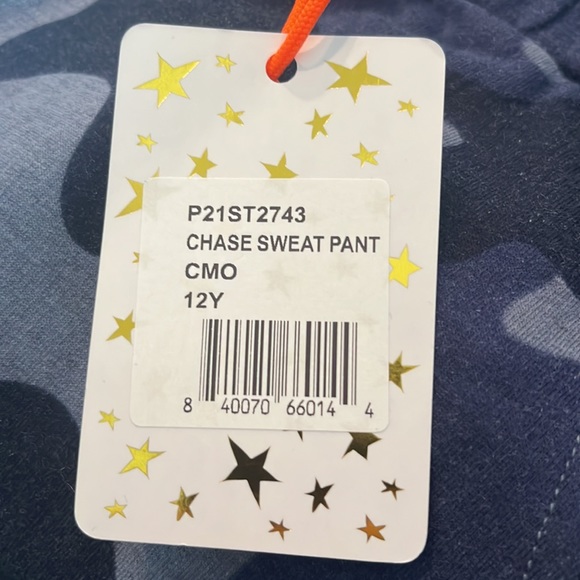 P21ST2743
CHASE SWEAT PANT
CMO
12Y
8 40070 66014 4